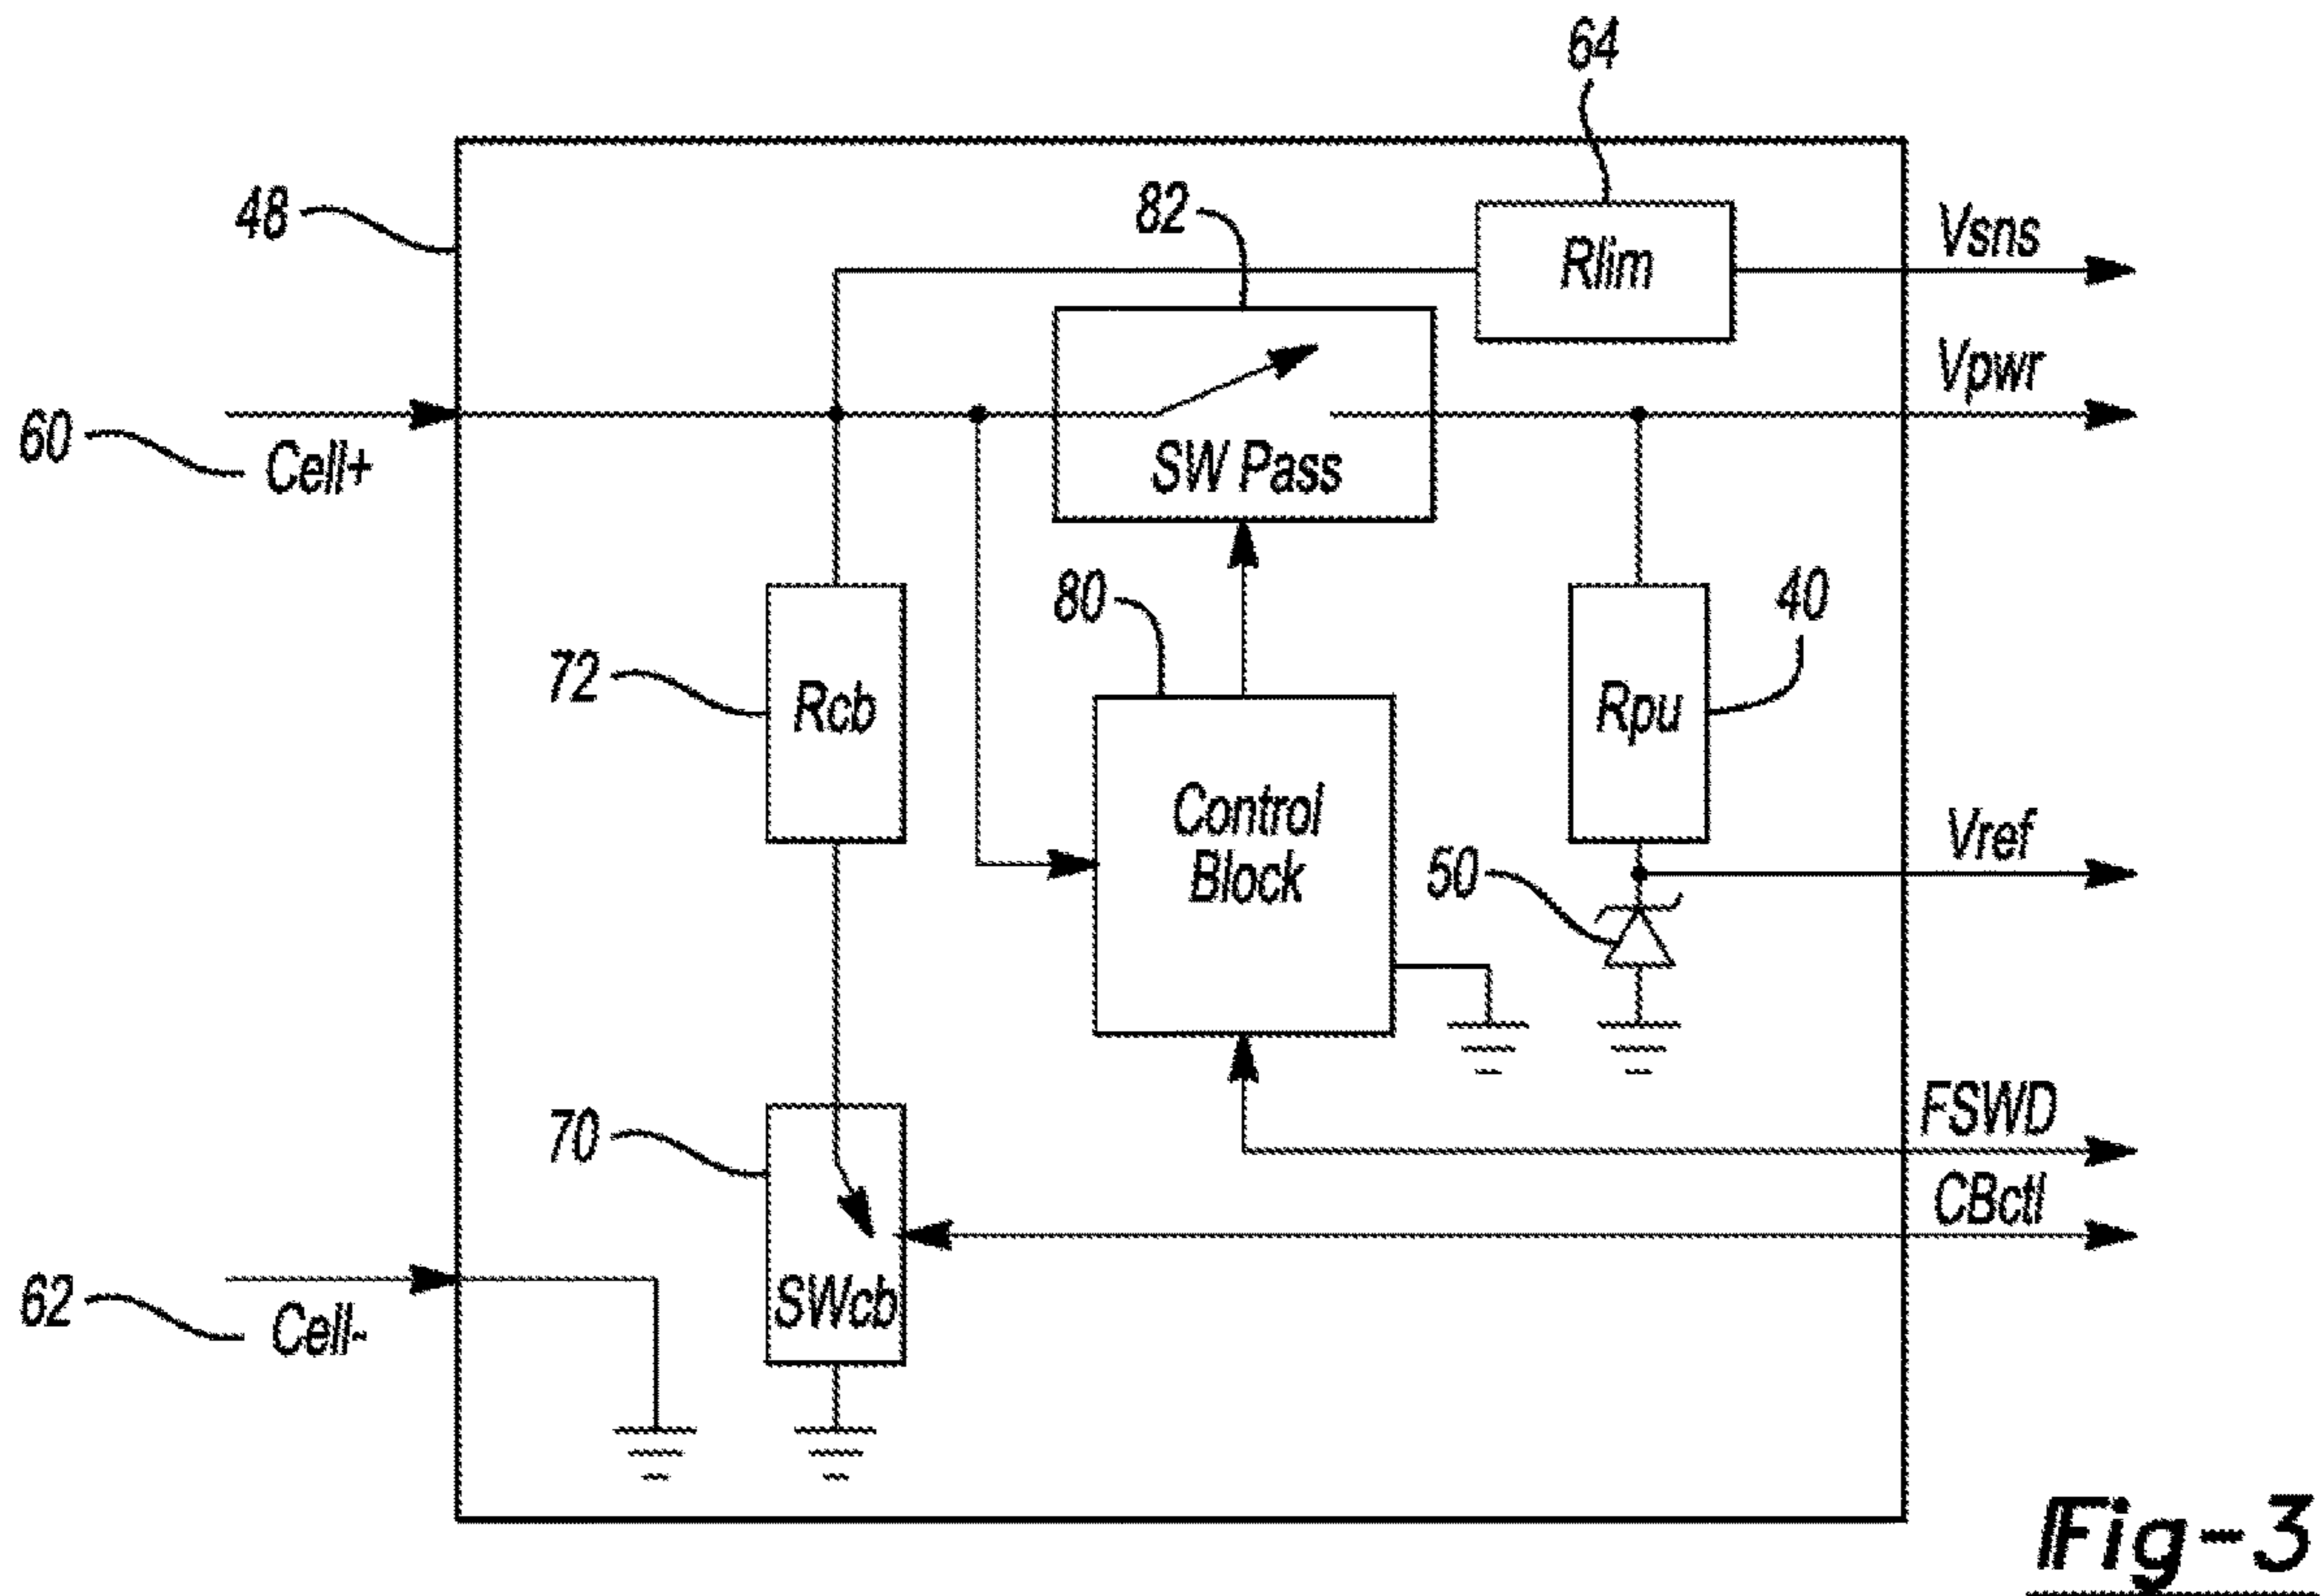 64
48
82
Rlim
Vsns
Vpwr
60
Cell+
SW Pass
80
40
72
Rcb
Rpu
Control
Block
50
Vref
70
FSWD
CBctl
62
Cell-
SWcb
Fig-3